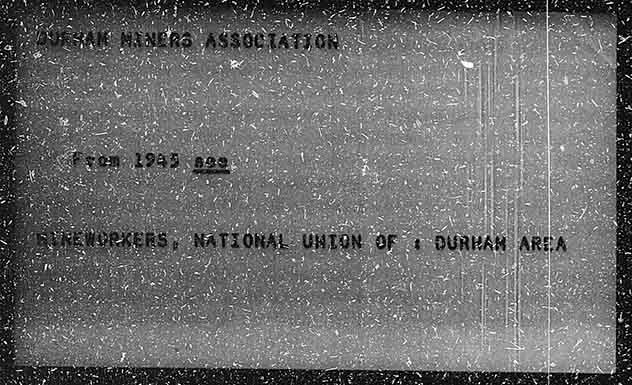 DURHAM MINERS ASSOCIATION
From 1945 see
MINEWORKERS, NATIONAL UNION OF : DURHAM AREA